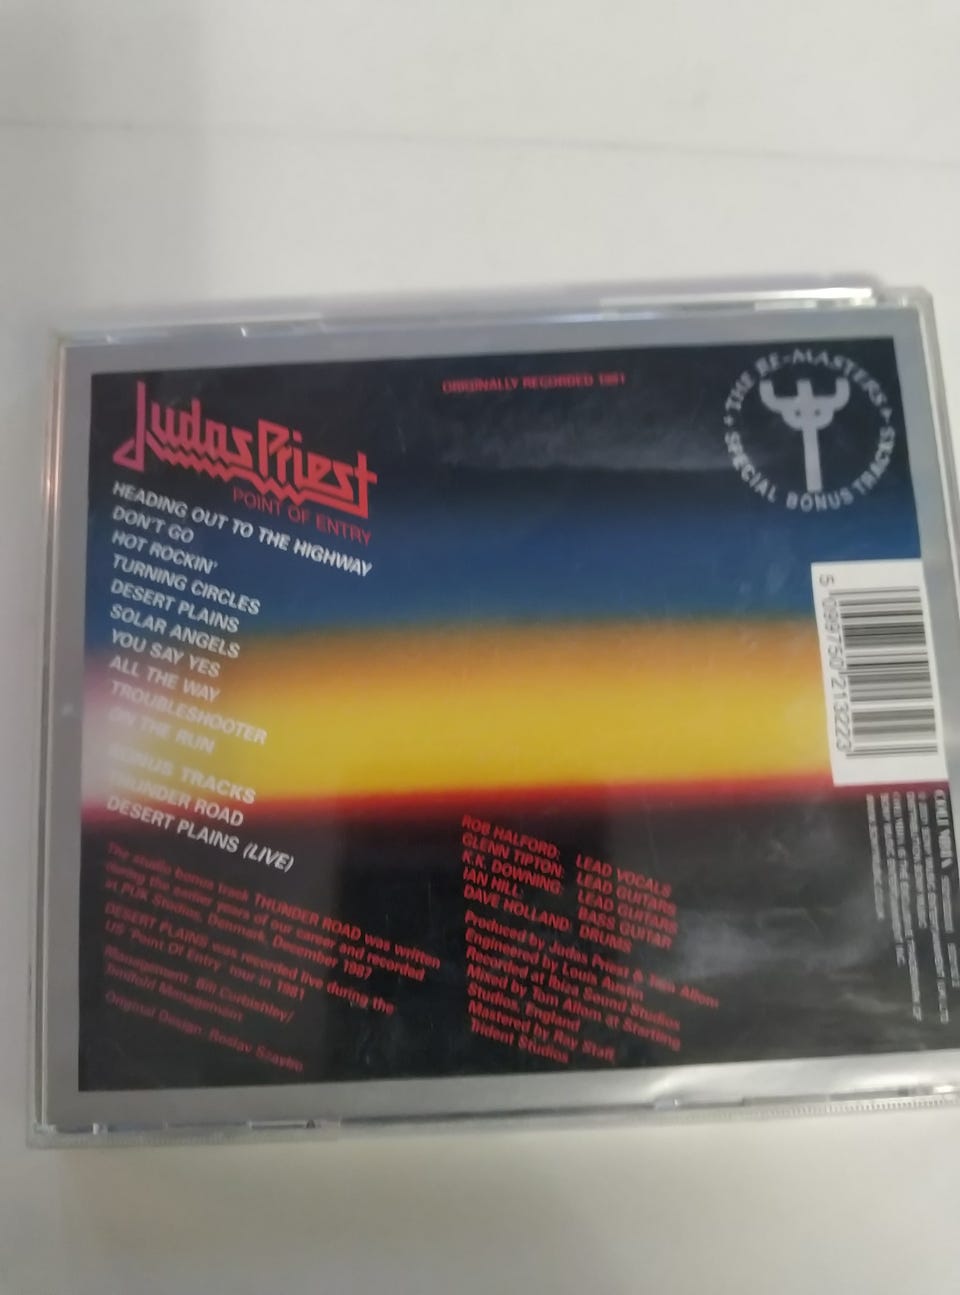 ORIGINALLY RECORDED 1981
• THE RE-MASTERS •
SPECIAL BONUS TRACKS
Judas Priest
POINT OF ENTRY
HEADING OUT TO THE HIGHWAY
DON'T GO
HOT ROCKIN'
TURNING CIRCLES
DESERT PLAINS
SOLAR ANGELS
YOU SAY YES
ALL THE WAY
TROUBLESHOOTER
ON THE RUN
BONUS TRACKS
THUNDER ROAD
DESERT PLAINS (LIVE)
The studio bonus track THUNDER ROAD was written
during the earlier years of our career and recorded
at PUK Studios, Denmark, December 1987
DESERT PLAINS was recorded live during the
US 'Point Of Entry' tour in 1981
Management: Bill Curbishley/
Trinifold Management
Original Design: Roslav Szaybo
ROB HALFORD: LEAD VOCALS
GLENN TIPTON: LEAD GUITARS
K.K. DOWNING: LEAD GUITARS
IAN HILL: BASS GUITAR
DAVE HOLLAND: DRUMS
Produced by Judas Priest & Tom Allom
Engineered by Louis Austin
Recorded at Ibiza Sound Studios
Mixed by Tom Allom at Startling
Studios, England
Mastered by Ray Staff
Trident Studios
5 099750 213223
COLUMBIA